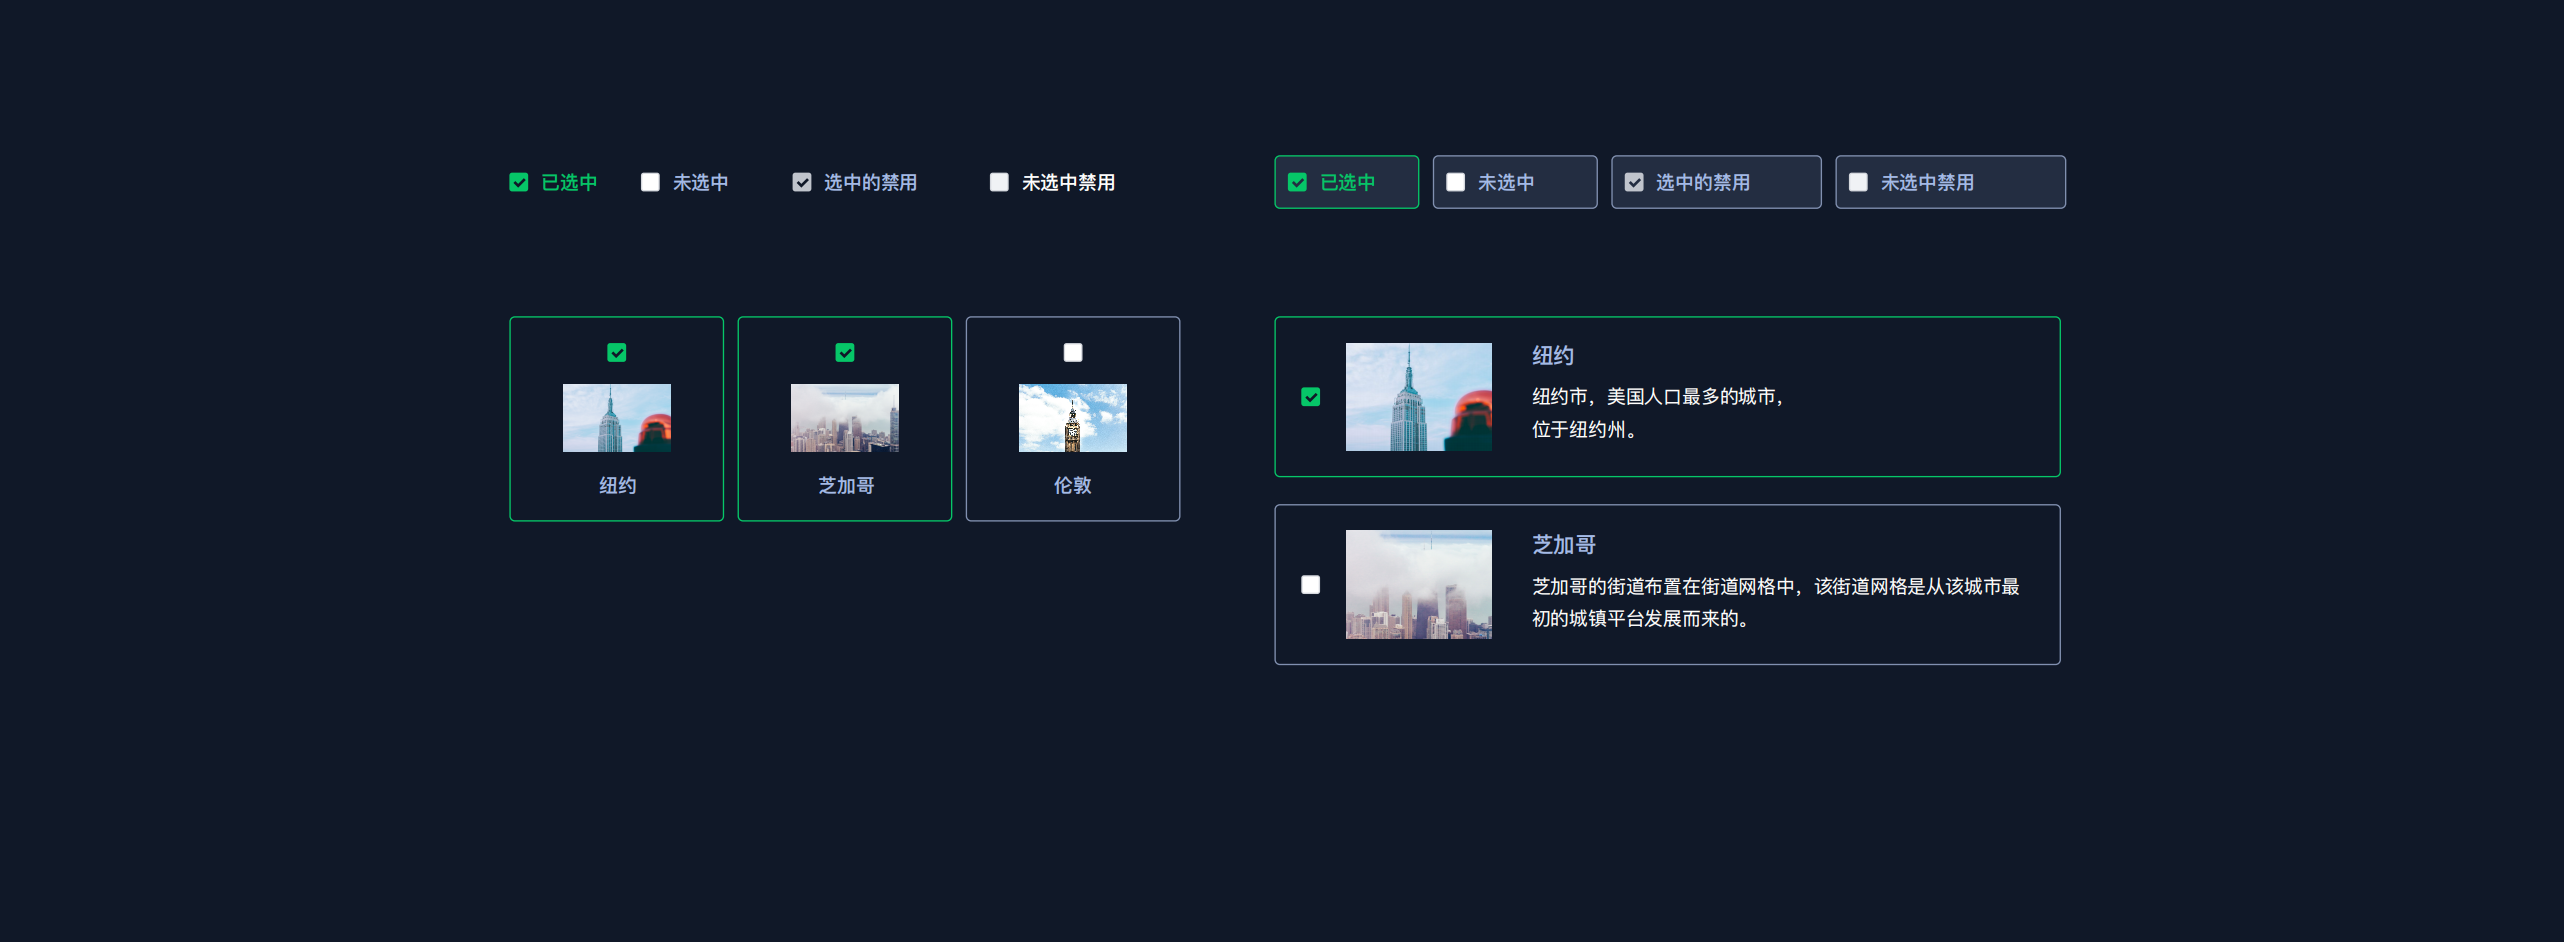 已选中
未选中
选中的禁用
未选中禁用
已选中
未选中
选中的禁用
未选中禁用
纽约
芝加哥
伦敦
纽约
纽约市，美国人口最多的城市，
位于纽约州。
芝加哥
芝加哥的街道布置在街道网格中，该街道网格是从该城市最
初的城镇平台发展而来的。